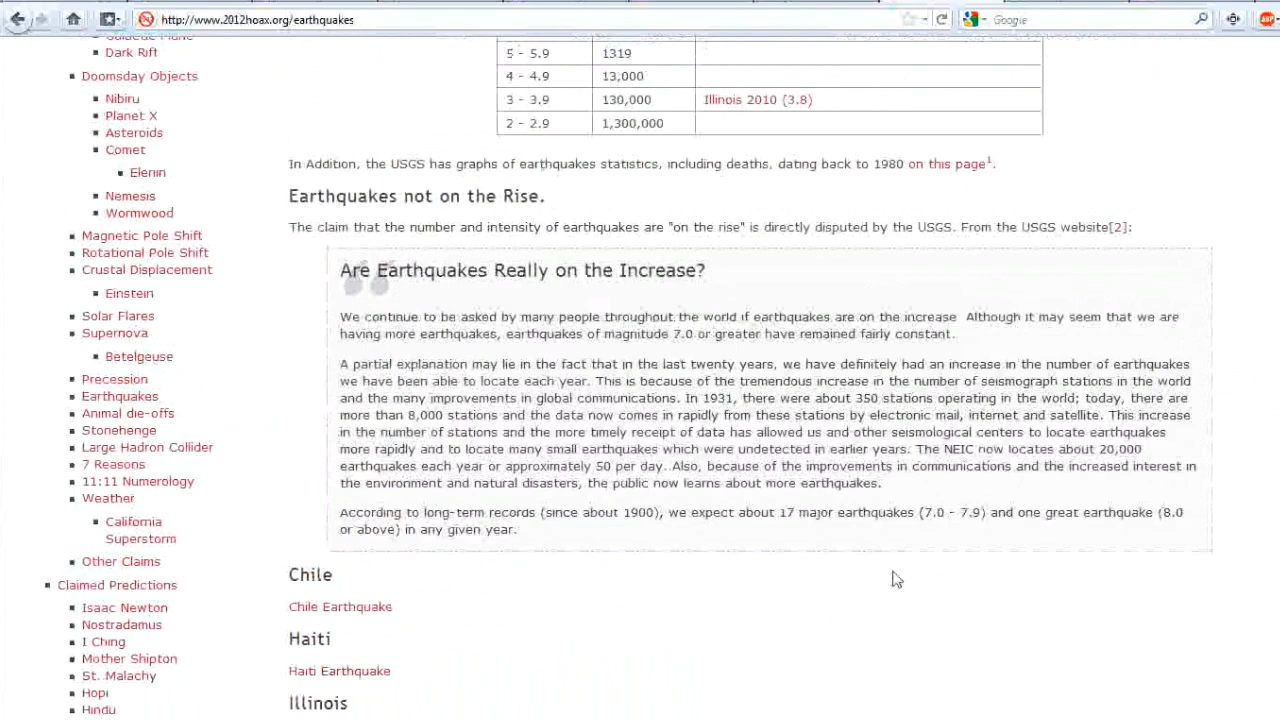 http://www.2012hoax.org/earthquakes
Google
ABP
Dark Rift
Doomsday Objects
Nibiru
Planet X
Asteroids
Comet
Elenin
Nemesis
Wormwood
Magnetic Pole Shift
Rotational Pole Shift
Crustal Displacement
Einstein
Solar Flares
Supernova
Betelgeuse
Precession
Earthquakes
Animal die-offs
Stonehenge
Large Hadron Collider
7 Reasons
11:11 Numerology
Weather
California
Superstorm
Other Claims
Claimed Predictions
Isaac Newton
Nostradamus
I Ching
Mother Shipton
St. Malachy
Hopi
Hindu
5 - 5.9 1319
4 - 4.9 13,000
3 - 3.9 130,000 Illinois 2010 (3.8)
2 - 2.9 1,300,000
In Addition, the USGS has graphs of earthquakes statistics, including deaths, dating back to 1980 on this page1.
Earthquakes not on the Rise.
The claim that the number and intensity of earthquakes are "on the rise" is directly disputed by the USGS. From the USGS website[2]:
Are Earthquakes Really on the Increase?
We continue to be asked by many people throughout the world if earthquakes are on the increase Although it may seem that we are
having more earthquakes, earthquakes of magnitude 7.0 or greater have remained fairly constant.
A partial explanation may lie in the fact that in the last twenty years, we have definitely had an increase in the number of earthquakes
we have been able to locate each year. This is because of the tremendous increase in the number of seismograph stations in the world
and the many improvements in global communications. In 1931, there were about 350 stations operating in the world; today, there are
more than 8,000 stations and the data now comes in rapidly from these stations by electronic mail, internet and satellite. This increase
in the number of stations and the more timely receipt of data has allowed us and other seismological centers to locate earthquakes
more rapidly and to locate many small earthquakes which were undetected in earlier years. The NEIC now locates about 20,000
earthquakes each year or approximately 50 per day. Also, because of the improvements in communications and the increased interest in
the environment and natural disasters, the public now learns about more earthquakes.
According to long-term records (since about 1900), we expect about 17 major earthquakes (7.0 - 7.9) and one great earthquake (8.0
or above) in any given year.
Chile
Chile Earthquake
Haiti
Haiti Earthquake
Illinois